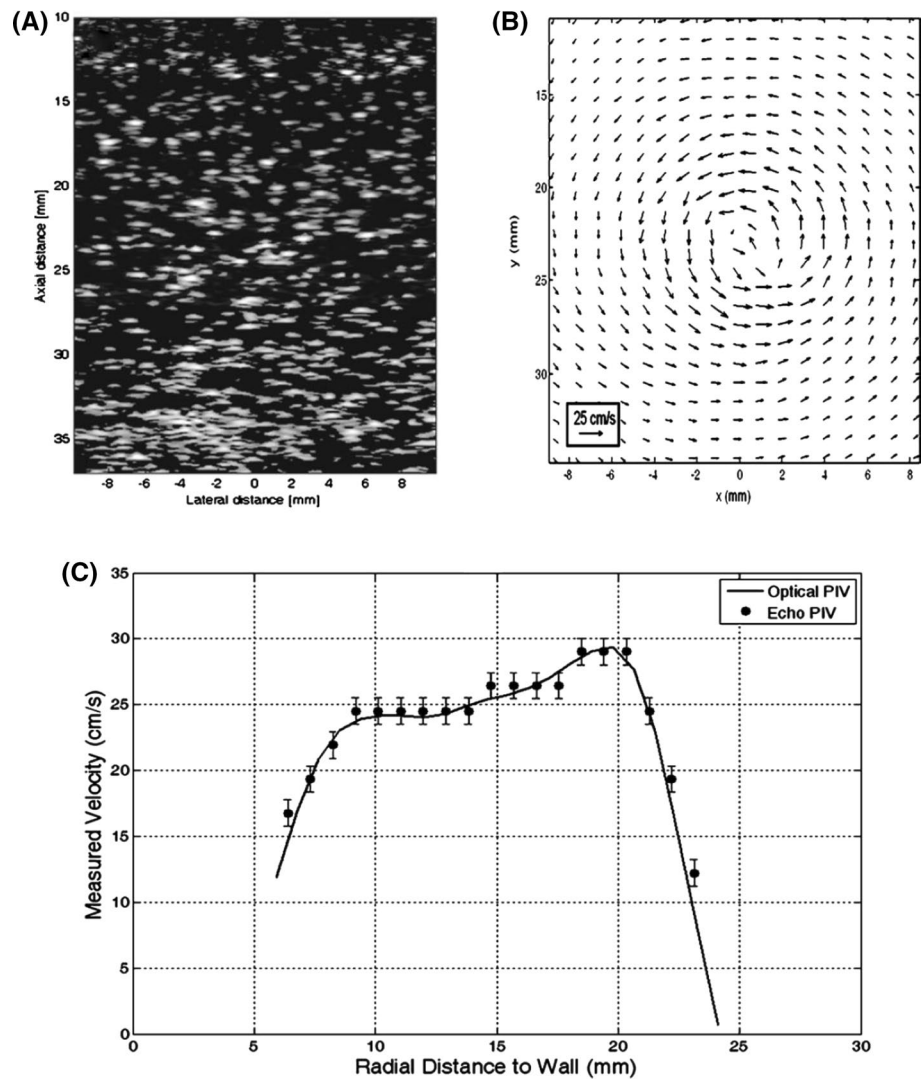 (A)
10
15
20
25
30
35
Axial distance [mm]
-8 -6 -4 -2 0 2 4 6 8
Lateral distance [mm]
(B)
15
20
25
30
y (mm)
25 cm/s
-8 -6 -4 -2 0 2 4 6 8
x (mm)
(C)
35
30
25
20
15
10
5
0
Measured Velocity (cm/s)
Optical PIV
Echo PIV
0 5 10 15 20 25 30
Radial Distance to Wall (mm)